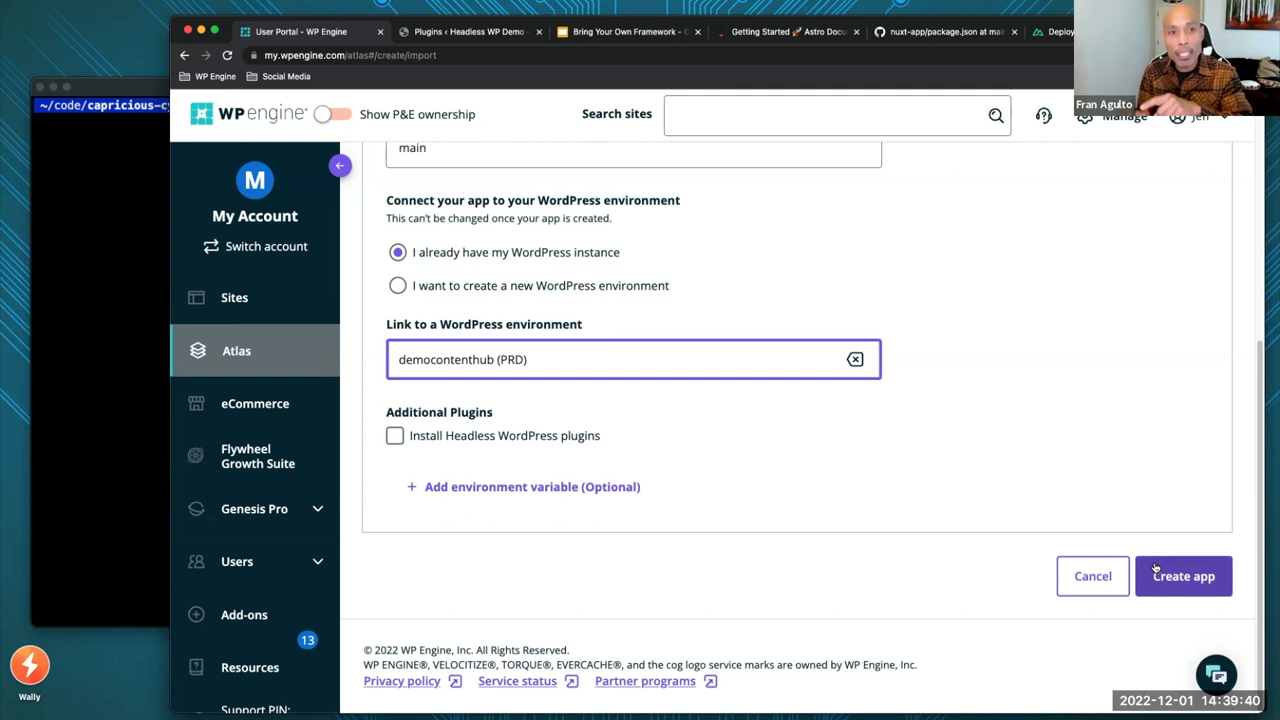 User Portal - WP Engine
Plugins < Headless WP Demo -
Bring Your Own Framework - G
Getting Started 🚀 Astro Docu
nuxt-app/package.json at mai
Deploy
my.wpengine.com/atlas#/create/import
WP Engine
Social Media
~/code/capricious-cy
Fran Agulto
WP engine®
Show P&E ownership
Search sites
Manage
Jeff
main
M
My Account
Switch account
Sites
Atlas
eCommerce
Flywheel
Growth Suite
Genesis Pro
Users
Add-ons
13
Resources
Support PIN:
Connect your app to your WordPress environment
This can't be changed once your app is created.
I already have my WordPress instance
I want to create a new WordPress environment
Link to a WordPress environment
democontenthub (PRD)
Additional Plugins
Install Headless WordPress plugins
+ Add environment variable (Optional)
Cancel
Create app
© 2022 WP Engine, Inc. All Rights Reserved.
WP ENGINE®, VELOCITIZE®, TORQUE®, EVERCACHE®, and the cog logo service marks are owned by WP Engine, Inc.
Privacy policy
Service status
Partner programs
Wally
2022-12-01 14:39:40